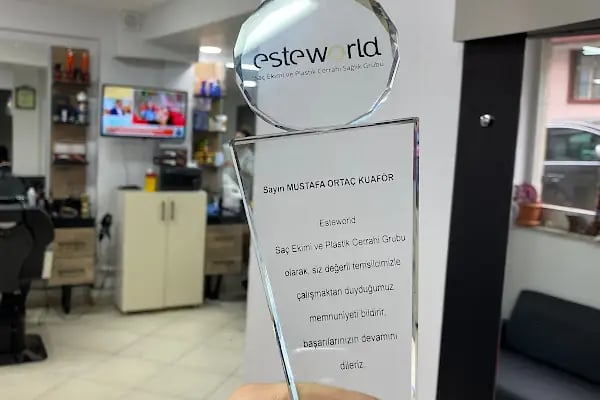 esteworld
Saç Ekimi ve Plastik Cerrahi Sağlık Grubu
Sayın MUSTAFA ORTAÇ KUAFÖR
Esteworld
Saç Ekimi ve Plastik Cerrahi Grubu
olarak, siz değerli temsilcimizle
çalışmaktan duyduğumuz
memnuniyeti bildirir,
başarılarınızın devamını
dileriz.